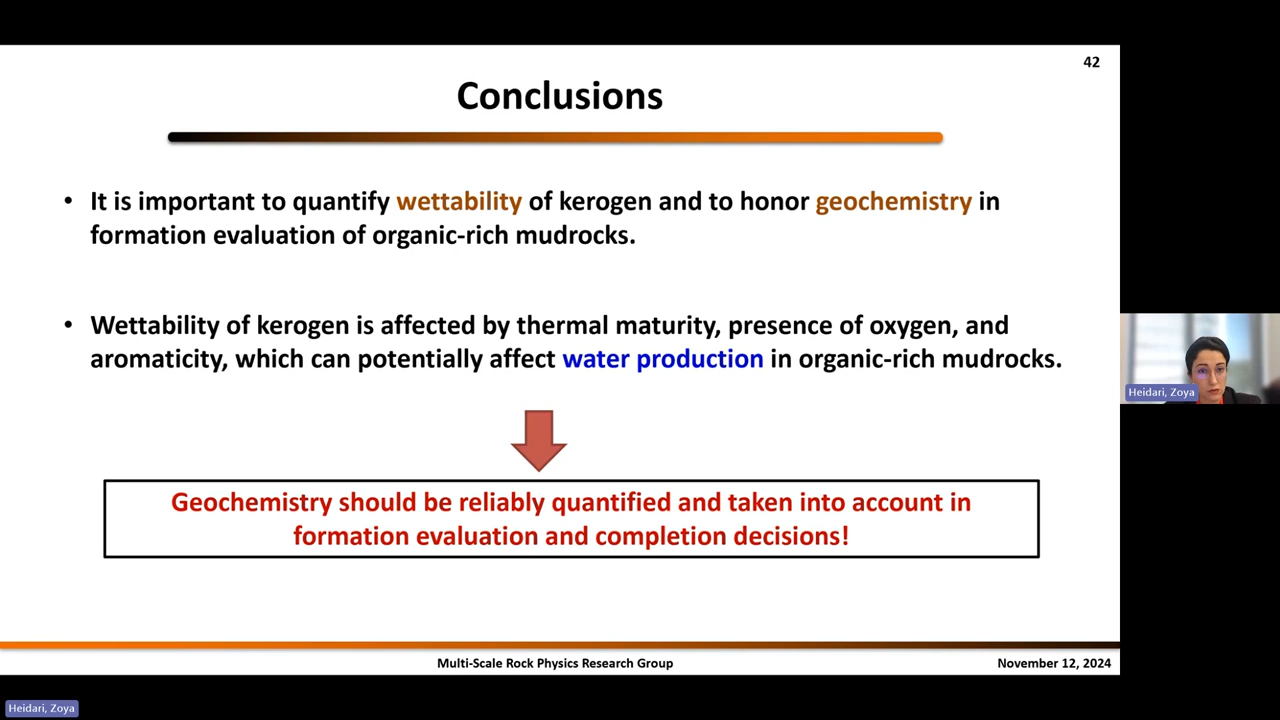 42
Conclusions
• It is important to quantify wettability of kerogen and to honor geochemistry in
formation evaluation of organic-rich mudrocks.
• Wettability of kerogen is affected by thermal maturity, presence of oxygen, and
aromaticity, which can potentially affect water production in organic-rich mudrocks.
Geochemistry should be reliably quantified and taken into account in
formation evaluation and completion decisions!
Multi-Scale Rock Physics Research Group
November 12, 2024
Heidari, Zoya
Heidari, Zoya